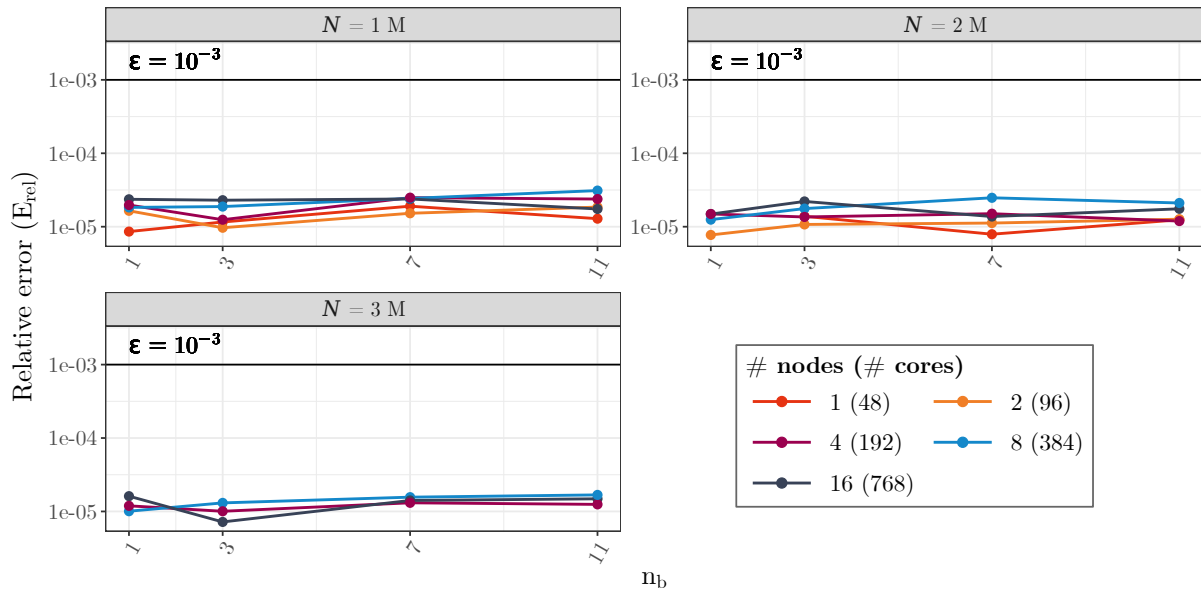 N = 1 M
ε = 10⁻³
1e-03
1e-04
1e-05
1
3
7
11
N = 2 M
ε = 10⁻³
1e-03
1e-04
1e-05
1
3
7
11
N = 3 M
ε = 10⁻³
1e-03
1e-04
1e-05
1
3
7
11
Relative error (E_rel)
n_b
# nodes (# cores)
1 (48)
2 (96)
4 (192)
8 (384)
16 (768)